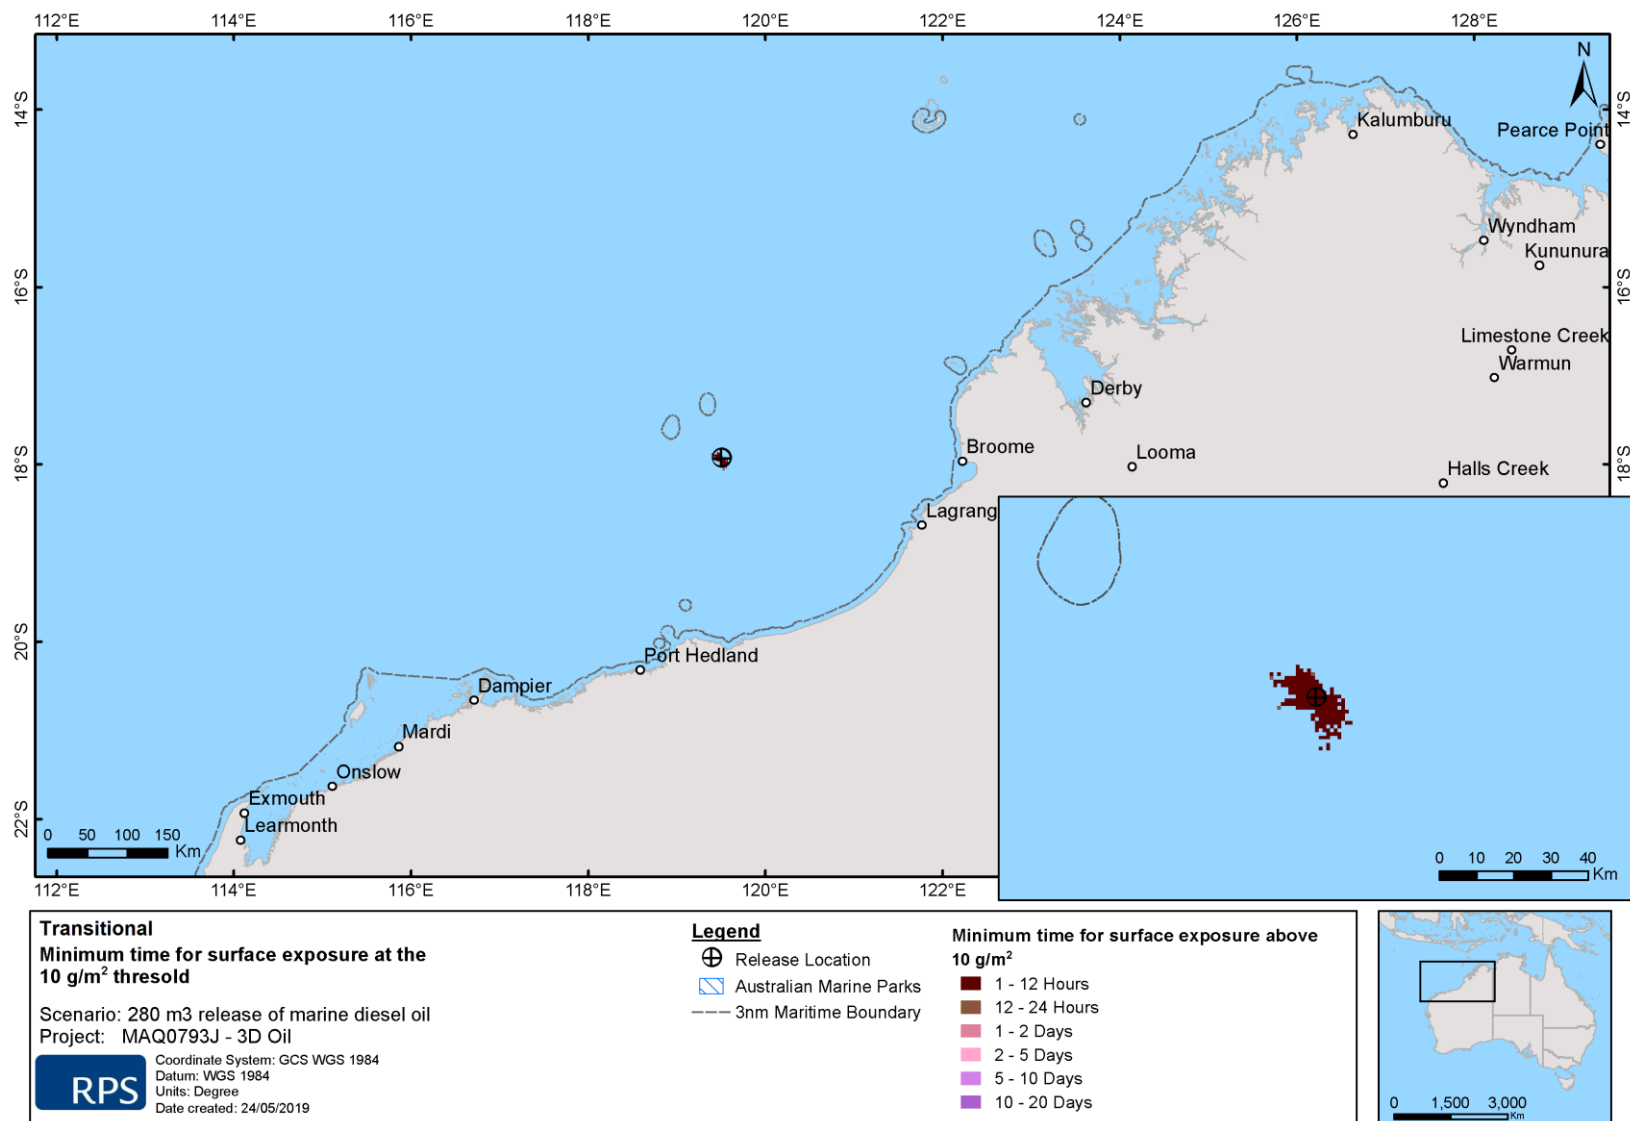 112°E 114°E 116°E 118°E 120°E 122°E 124°E 126°E 128°E
N
14°S 14°S
Kalumburu
Pearce Point
Wyndham
Kununura
16°S 16°S
Limestone Creek
Warmun
Derby
Broome
Looma
18°S 18°S
Halls Creek
Lagrang
20°S
Port Hedland
Dampier
Mardi
Onslow
Exmouth
22°S
Learmonth
0 50 100 150
Km
0 10 20 30 40
Km
112°E 114°E 116°E 118°E 120°E 122°E
Transitional
Minimum time for surface exposure at the
10 g/m² thresold
Scenario: 280 m3 release of marine diesel oil
Project: MAQ0793J - 3D Oil
RPS
Coordinate System: GCS WGS 1984
Datum: WGS 1984
Units: Degree
Date created: 24/05/2019
Legend
Release Location
Australian Marine Parks
3nm Maritime Boundary
Minimum time for surface exposure above
10 g/m²
1 - 12 Hours
12 - 24 Hours
1 - 2 Days
2 - 5 Days
5 - 10 Days
10 - 20 Days
0 1,500 3,000
Km